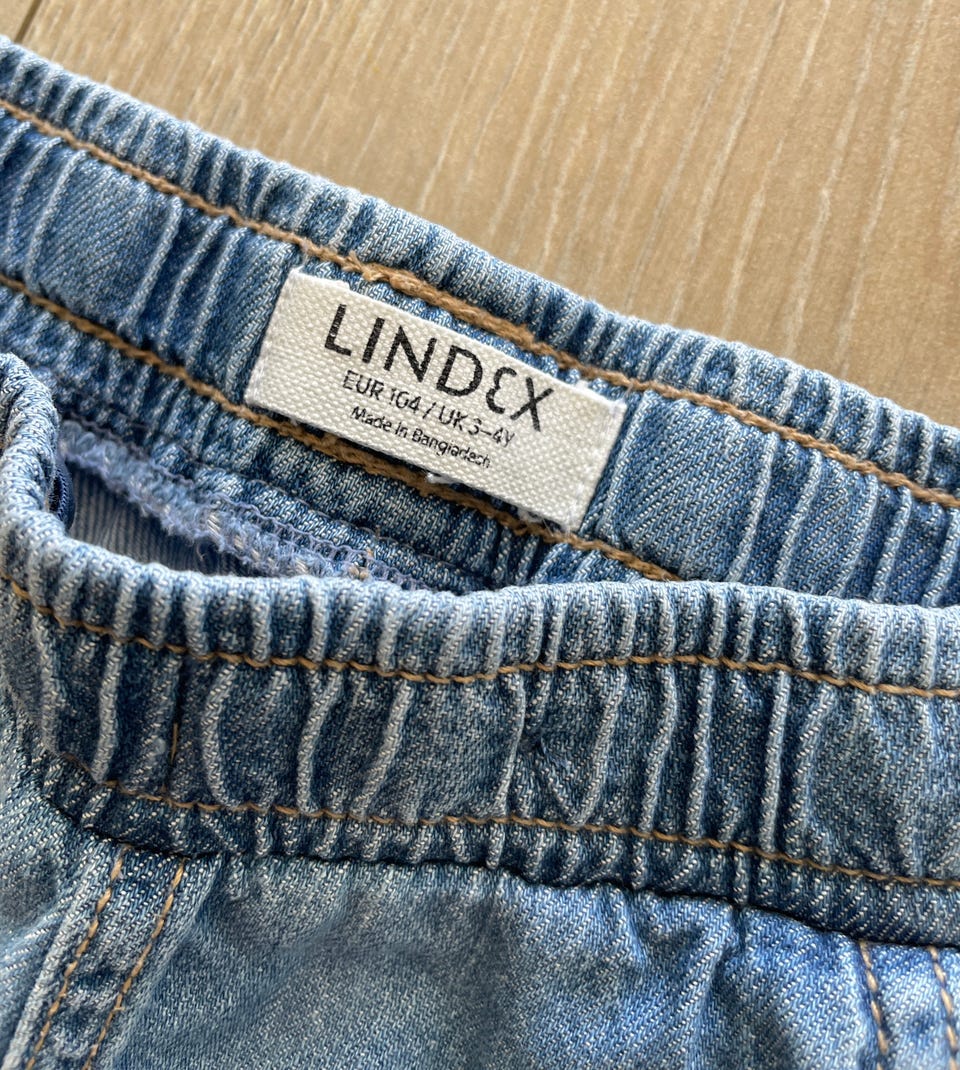 LINDEX
EUR 104 / UK 3-4Y
Made in Bangladesh